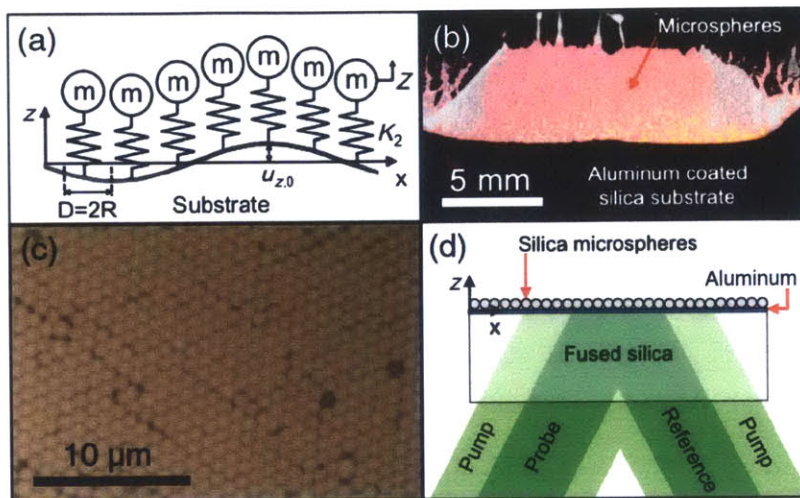 (a)
m m m m m m m
Z
z
K₂
x
u_{z,0}
D=2R
Substrate
(b)
Microspheres
5 mm
Aluminum coated
silica substrate
(c)
10 µm
(d)
Silica microspheres
Aluminum
z
x
Fused silica
Pump
Probe
Reference
Pump